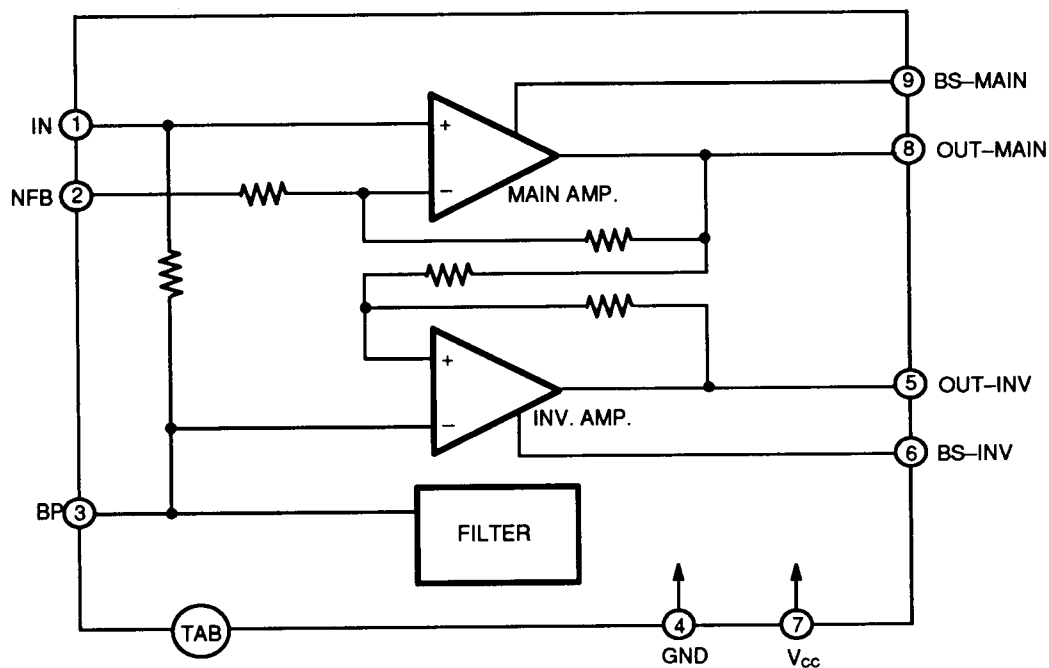 9 BS–MAIN
IN 1 +
8 OUT–MAIN
NFB 2 −
MAIN AMP.
+
5 OUT–INV
INV. AMP.
−
6 BS–INV
BP 3
FILTER
TAB
4
7
GND
Vcc